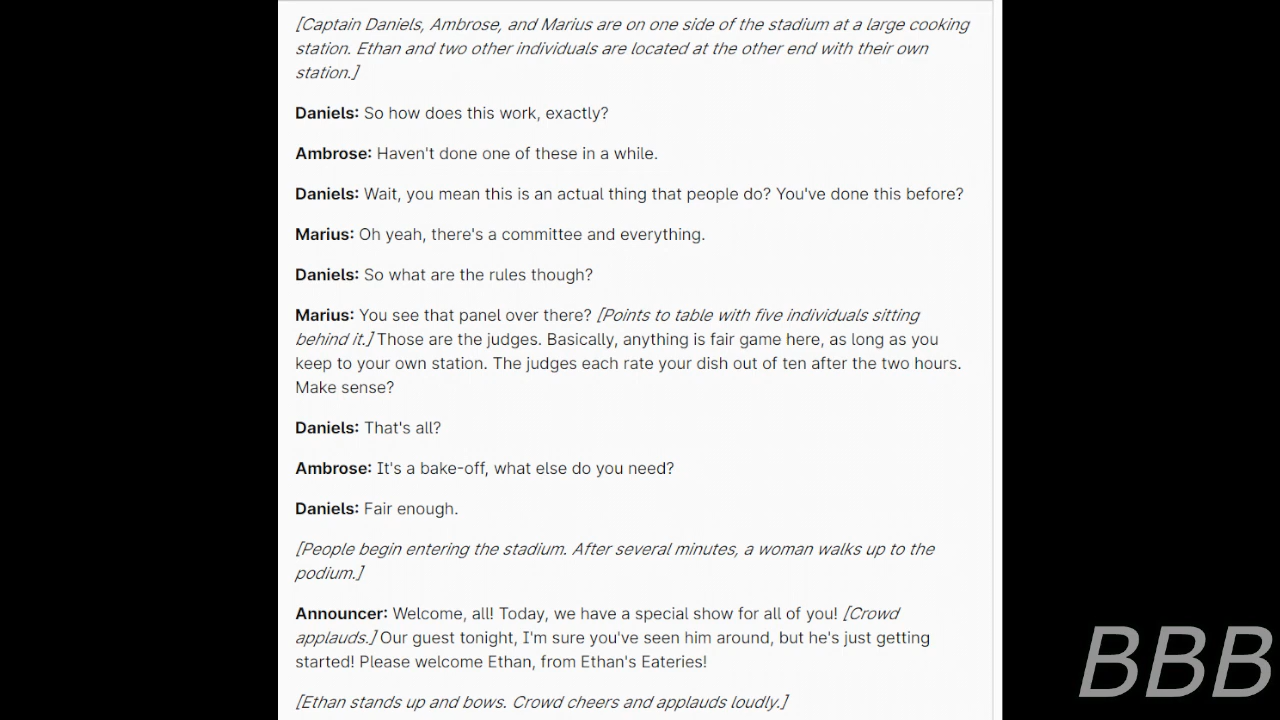 [Captain Daniels, Ambrose, and Marius are on one side of the stadium at a large cooking
station. Ethan and two other individuals are located at the other end with their own
station.]
Daniels: So how does this work, exactly?
Ambrose: Haven't done one of these in a while.
Daniels: Wait, you mean this is an actual thing that people do? You've done this before?
Marius: Oh yeah, there's a committee and everything.
Daniels: So what are the rules though?
Marius: You see that panel over there? [Points to table with five individuals sitting
behind it.] Those are the judges. Basically, anything is fair game here, as long as you
keep to your own station. The judges each rate your dish out of ten after the two hours.
Make sense?
Daniels: That's all?
Ambrose: It's a bake-off, what else do you need?
Daniels: Fair enough.
[People begin entering the stadium. After several minutes, a woman walks up to the
podium.]
Announcer: Welcome, all! Today, we have a special show for all of you! [Crowd
applauds.] Our guest tonight, I'm sure you've seen him around, but he's just getting
started! Please welcome Ethan, from Ethan's Eateries!
[Ethan stands up and bows. Crowd cheers and applauds loudly.]
BBB